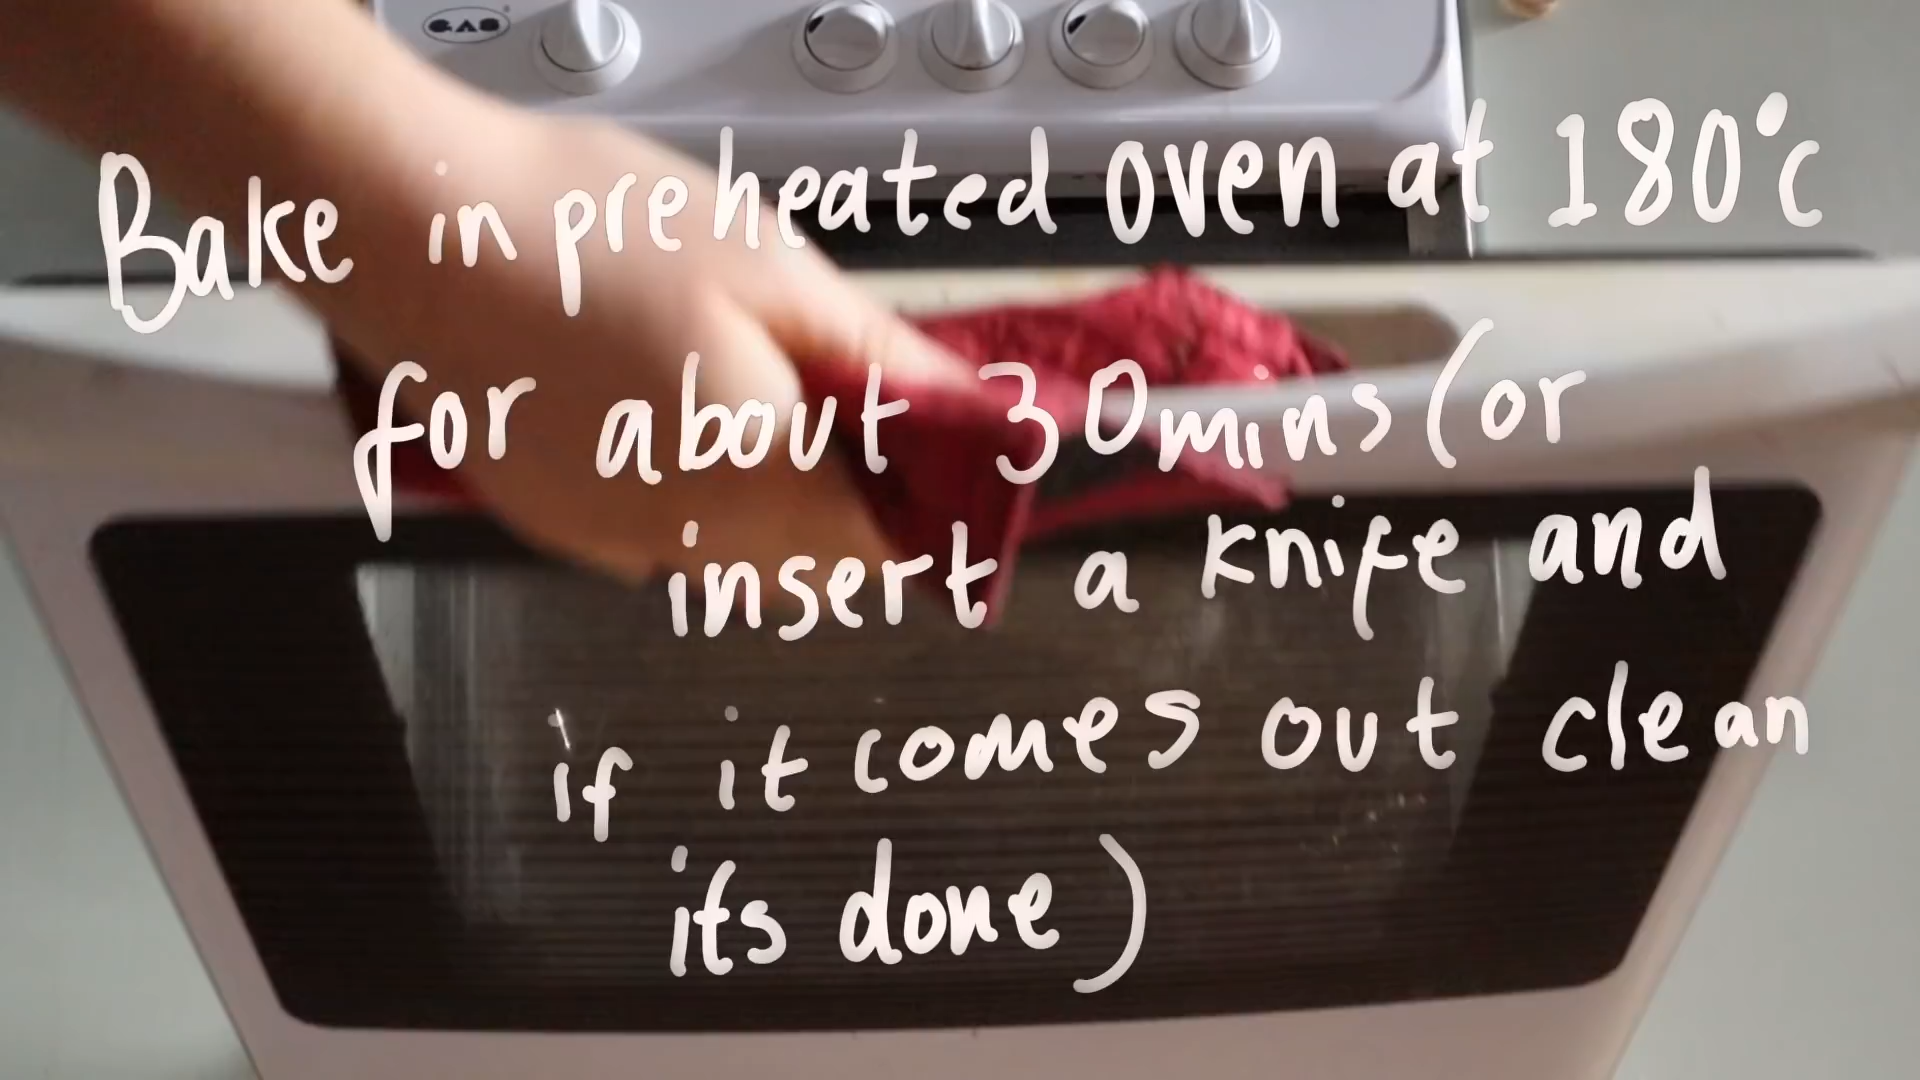 GAS
Bake in preheated oven at 180°c
for about 30mins (or
insert a knife and
if it comes out clean
its done)